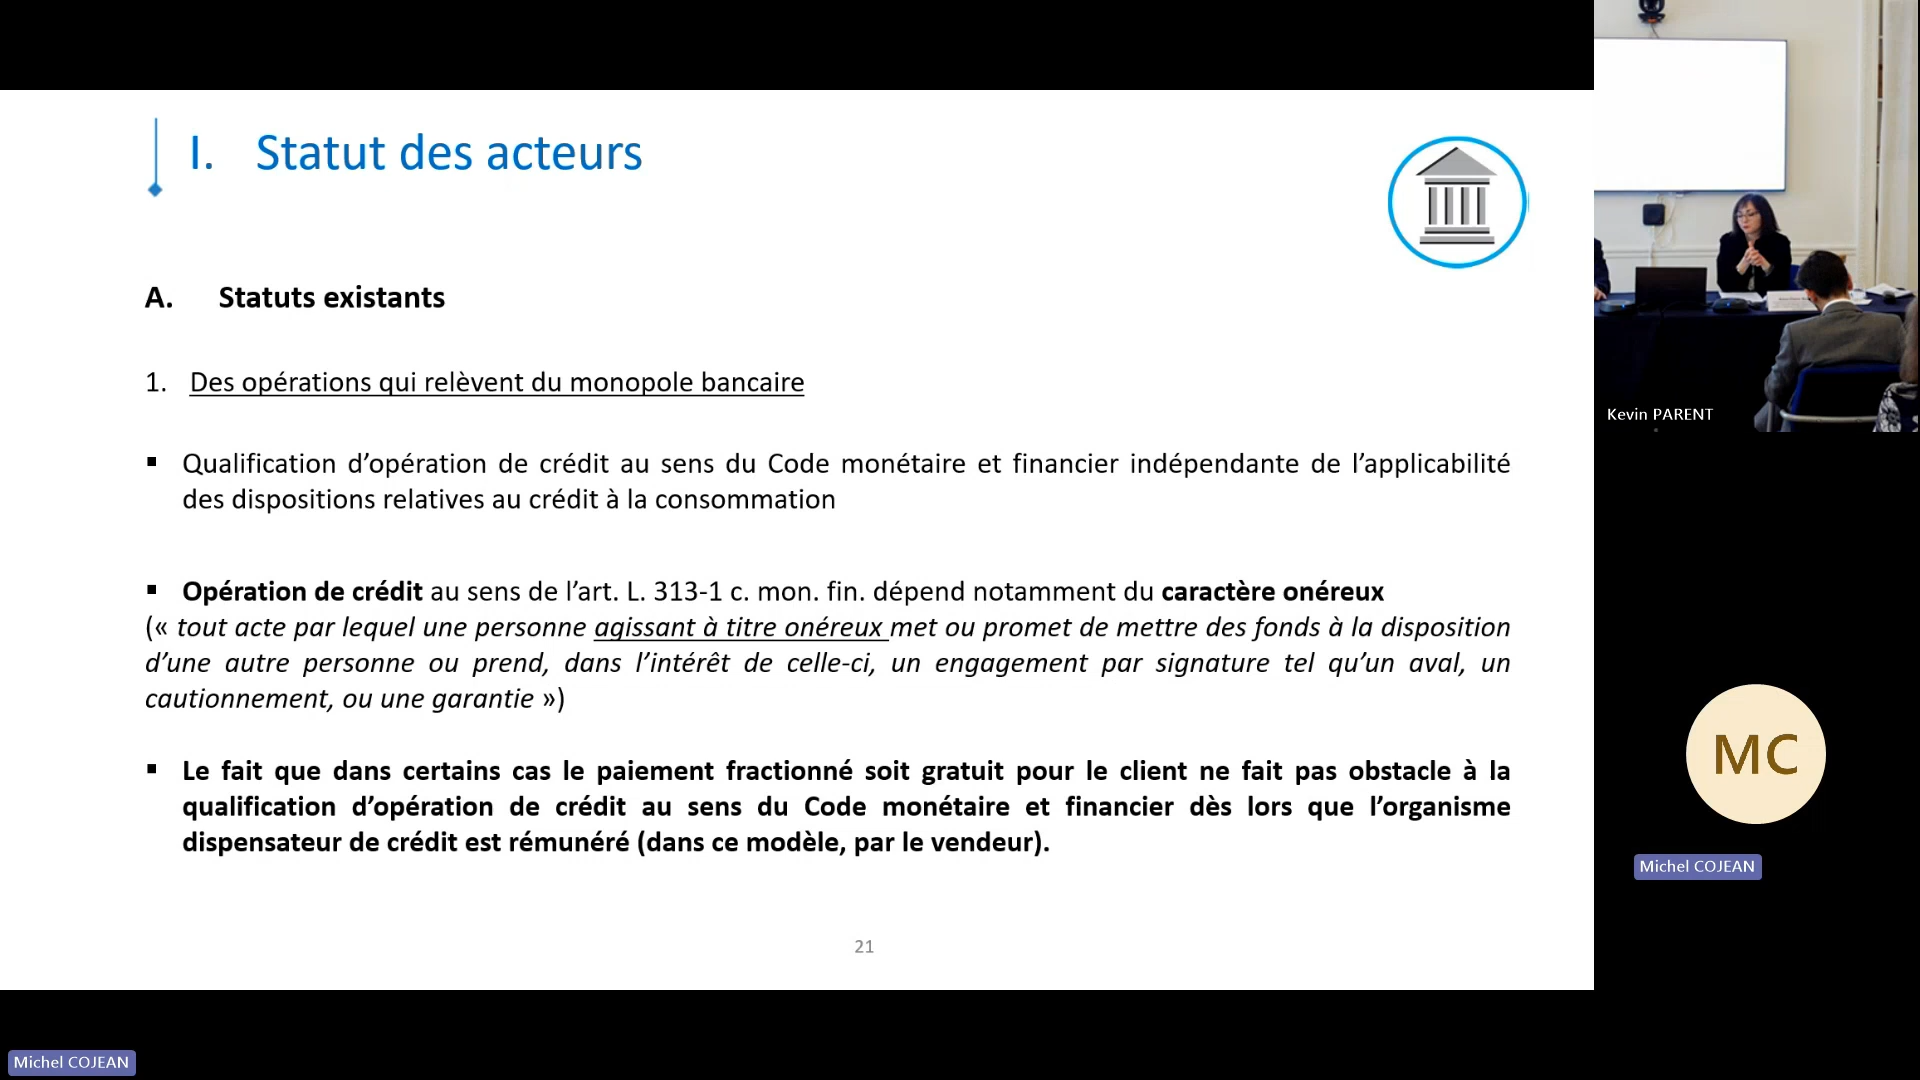 I. Statut des acteurs
A. Statuts existants
1. Des opérations qui relèvent du monopole bancaire
▪ Qualification d’opération de crédit au sens du Code monétaire et financier indépendante de l’applicabilité
des dispositions relatives au crédit à la consommation
▪ Opération de crédit au sens de l’art. L. 313-1 c. mon. fin. dépend notamment du caractère onéreux
(« tout acte par lequel une personne agissant à titre onéreux met ou promet de mettre des fonds à la disposition
d’une autre personne ou prend, dans l’intérêt de celle-ci, un engagement par signature tel qu’un aval, un
cautionnement, ou une garantie »)
▪ Le fait que dans certains cas le paiement fractionné soit gratuit pour le client ne fait pas obstacle à la
qualification d’opération de crédit au sens du Code monétaire et financier dès lors que l’organisme
dispensateur de crédit est rémunéré (dans ce modèle, par le vendeur).
21
Kevin PARENT
MC
Michel COJEAN
Michel COJEAN